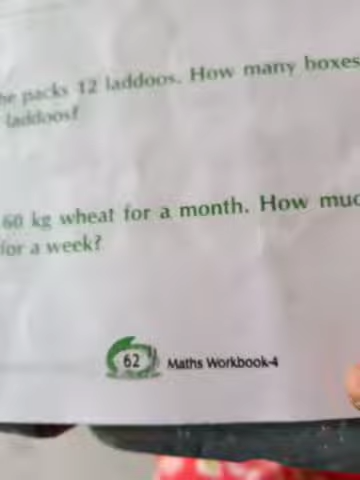 he packs 12 laddoos. How many boxes
laddoos?
60 kg wheat for a month. How muc
for a week?
62 Maths Workbook-4